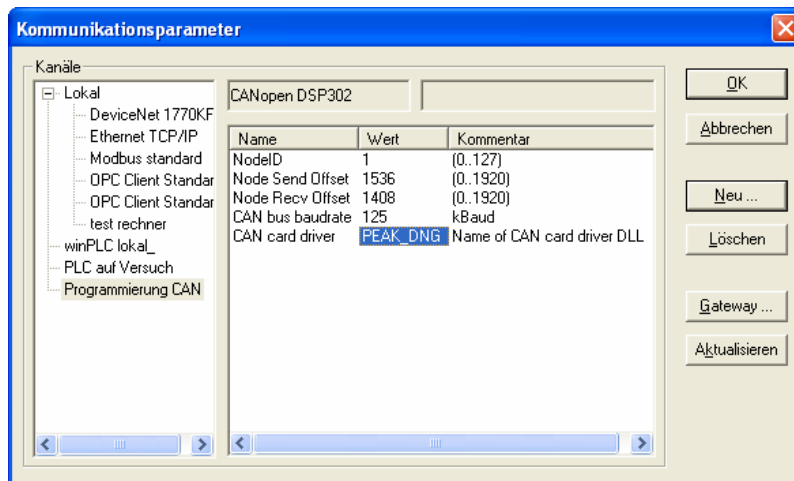 Kommunikationsparameter
Kanäle
Lokal
DeviceNet 1770KF
Ethernet TCP/IP
Modbus standard
OPC Client Standar
OPC Client Standar
test rechner
winPLC lokal_
PLC auf Versuch
Programmierung CAN
CANopen DSP302
Name Wert Kommentar
NodeID 1 (0..127)
Node Send Offset 1536 (0..1920)
Node Recv Offset 1408 (0..1920)
CAN bus baudrate 125 kBaud
CAN card driver PEAK_DNG Name of CAN card driver DLL
OK
Abbrechen
Neu ...
Löschen
Gateway ...
Aktualisieren